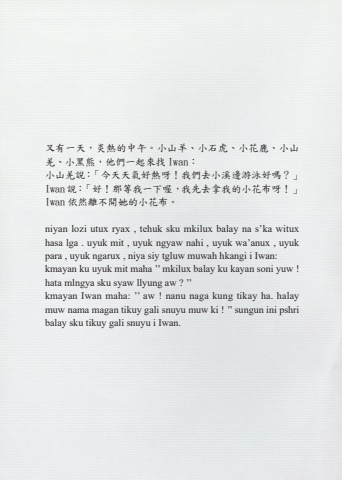 又有一天，炎熱的中午。小山羊、小石虎、小花鹿、小山
羌、小黑熊，他們一起來找 Iwan：
小山羌說：「今天天氣好熱呀！我們去小溪邊游泳好嗎？」
Iwan 說：「好！那等我一下喔，我先去拿我的小花布呀！」
Iwan 依然離不開她的小花布。
niyan lozi utux ryax , tehuk sku mkilux balay na s’ka witux
hasa lga . uyuk mit , uyuk ngyaw nahi , uyuk wa’anux , uyuk
para , uyuk ngarux , niya siy tgluw muwah hkangi i Iwan:
kmayan ku uyuk mit maha ” mkilux balay ku kayan soni yuw !
hata mlngya sku syaw llyung aw ? ”
kmayan Iwan maha: ” aw ! nanu naga kung tikay ha. halay
muw nama magan tikuy gali snuyu muw ki ! ” sungun ini pshri
balay sku tikuy gali snuyu i Iwan.